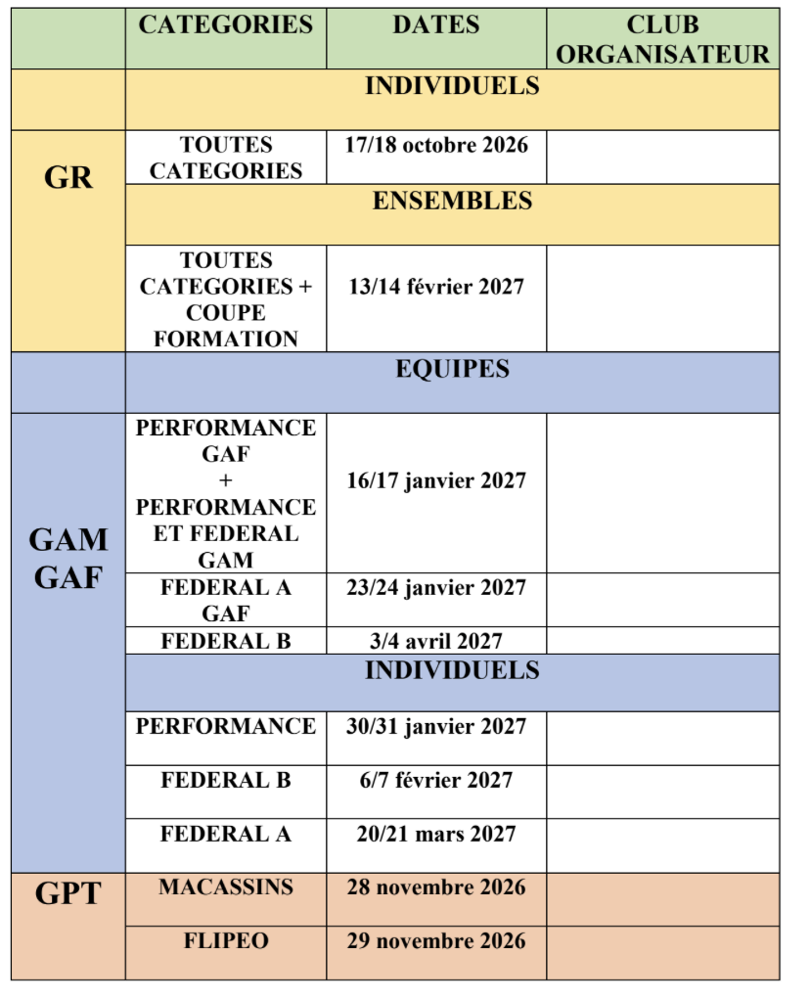 CATEGORIES DATES CLUB
ORGANISATEUR
INDIVIDUELS
GR
TOUTES
CATEGORIES
17/18 octobre 2026
ENSEMBLES
TOUTES
CATEGORIES +
COUPE
FORMATION
13/14 février 2027
EQUIPES
GAM
GAF
PERFORMANCE
GAF
+
PERFORMANCE
ET FEDERAL
GAM
16/17 janvier 2027
FEDERAL A
GAF
23/24 janvier 2027
FEDERAL B
3/4 avril 2027
INDIVIDUELS
PERFORMANCE
30/31 janvier 2027
FEDERAL B
6/7 février 2027
FEDERAL A
20/21 mars 2027
GPT
MACASSINS
28 novembre 2026
FLIPEO
29 novembre 2026